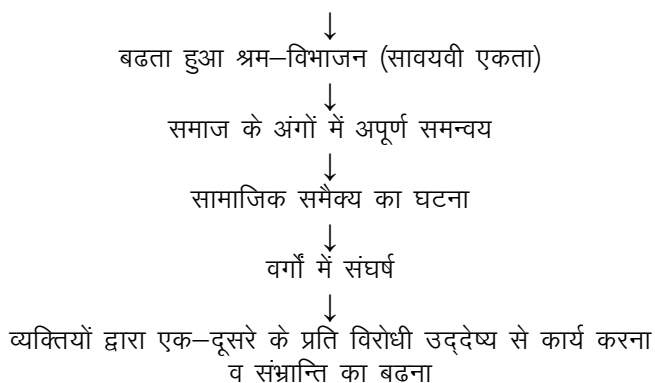 ↓
बढता हुआ श्रम–विभाजन (सावयवी एकता)
↓
समाज के अंगों में अपूर्ण समन्वय
↓
सामाजिक समैक्य का घटना
↓
वर्गों में संघर्ष
↓
व्यक्तियों द्वारा एक–दूसरे के प्रति विरोधी उद्देष्य से कार्य करना
व संभ्रान्ति का बढना